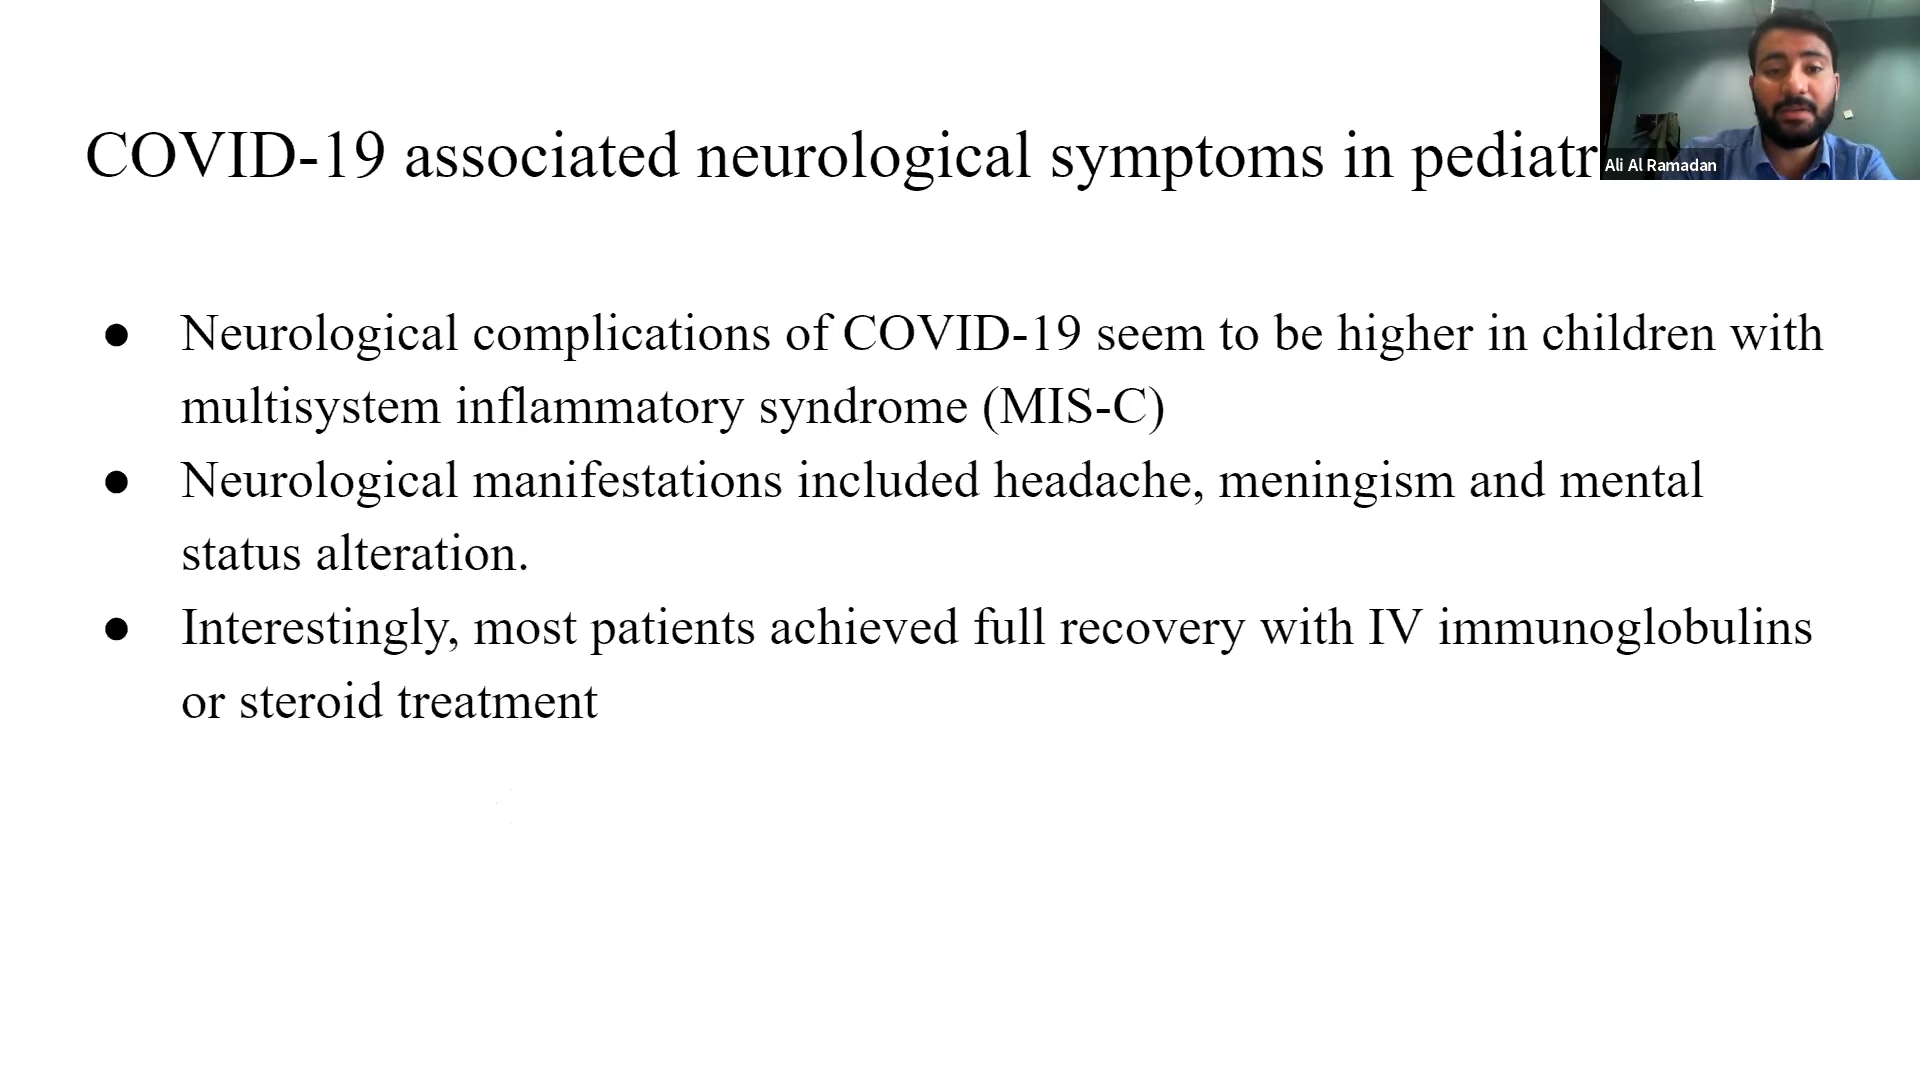 COVID-19 associated neurological symptoms in pediatr
Ali Al Ramadan
● Neurological complications of COVID-19 seem to be higher in children with
multisystem inflammatory syndrome (MIS-C)
● Neurological manifestations included headache, meningism and mental
status alteration.
● Interestingly, most patients achieved full recovery with IV immunoglobulins
or steroid treatment